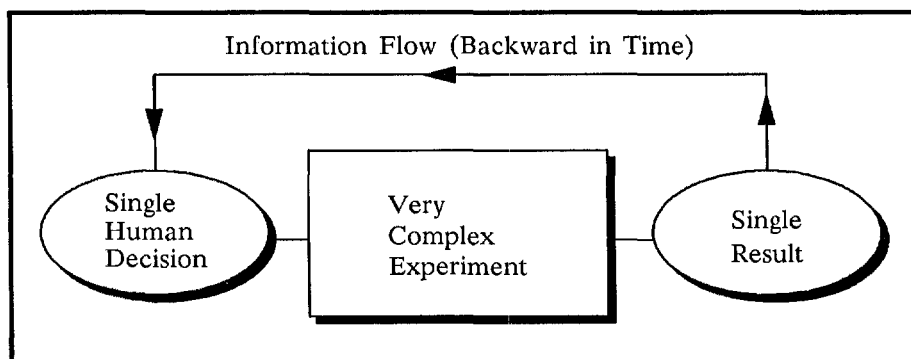 Information Flow (Backward in Time)
Single
Human
Decision
Very
Complex
Experiment
Single
Result